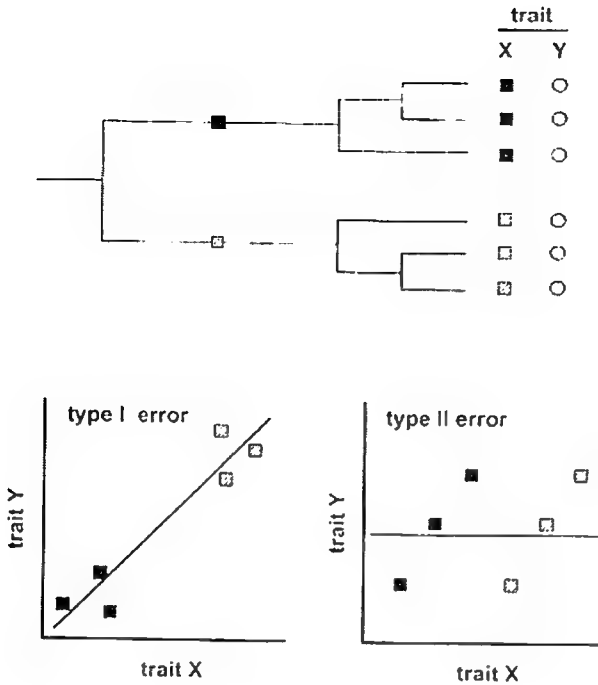 trait
X Y
type I error
trait Y
trait X
type II error
trait Y
trait X